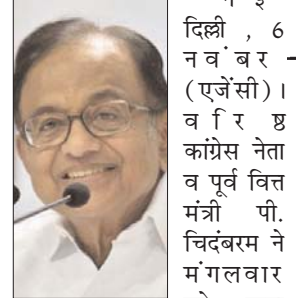 दिल्ली , 6
नवंबर
(एजेंसी)।
वरिष्ठ
कांग्रेस नेता
व पूर्व वित्त
मंत्री पी.
चिदंबरम ने
मंगलवार